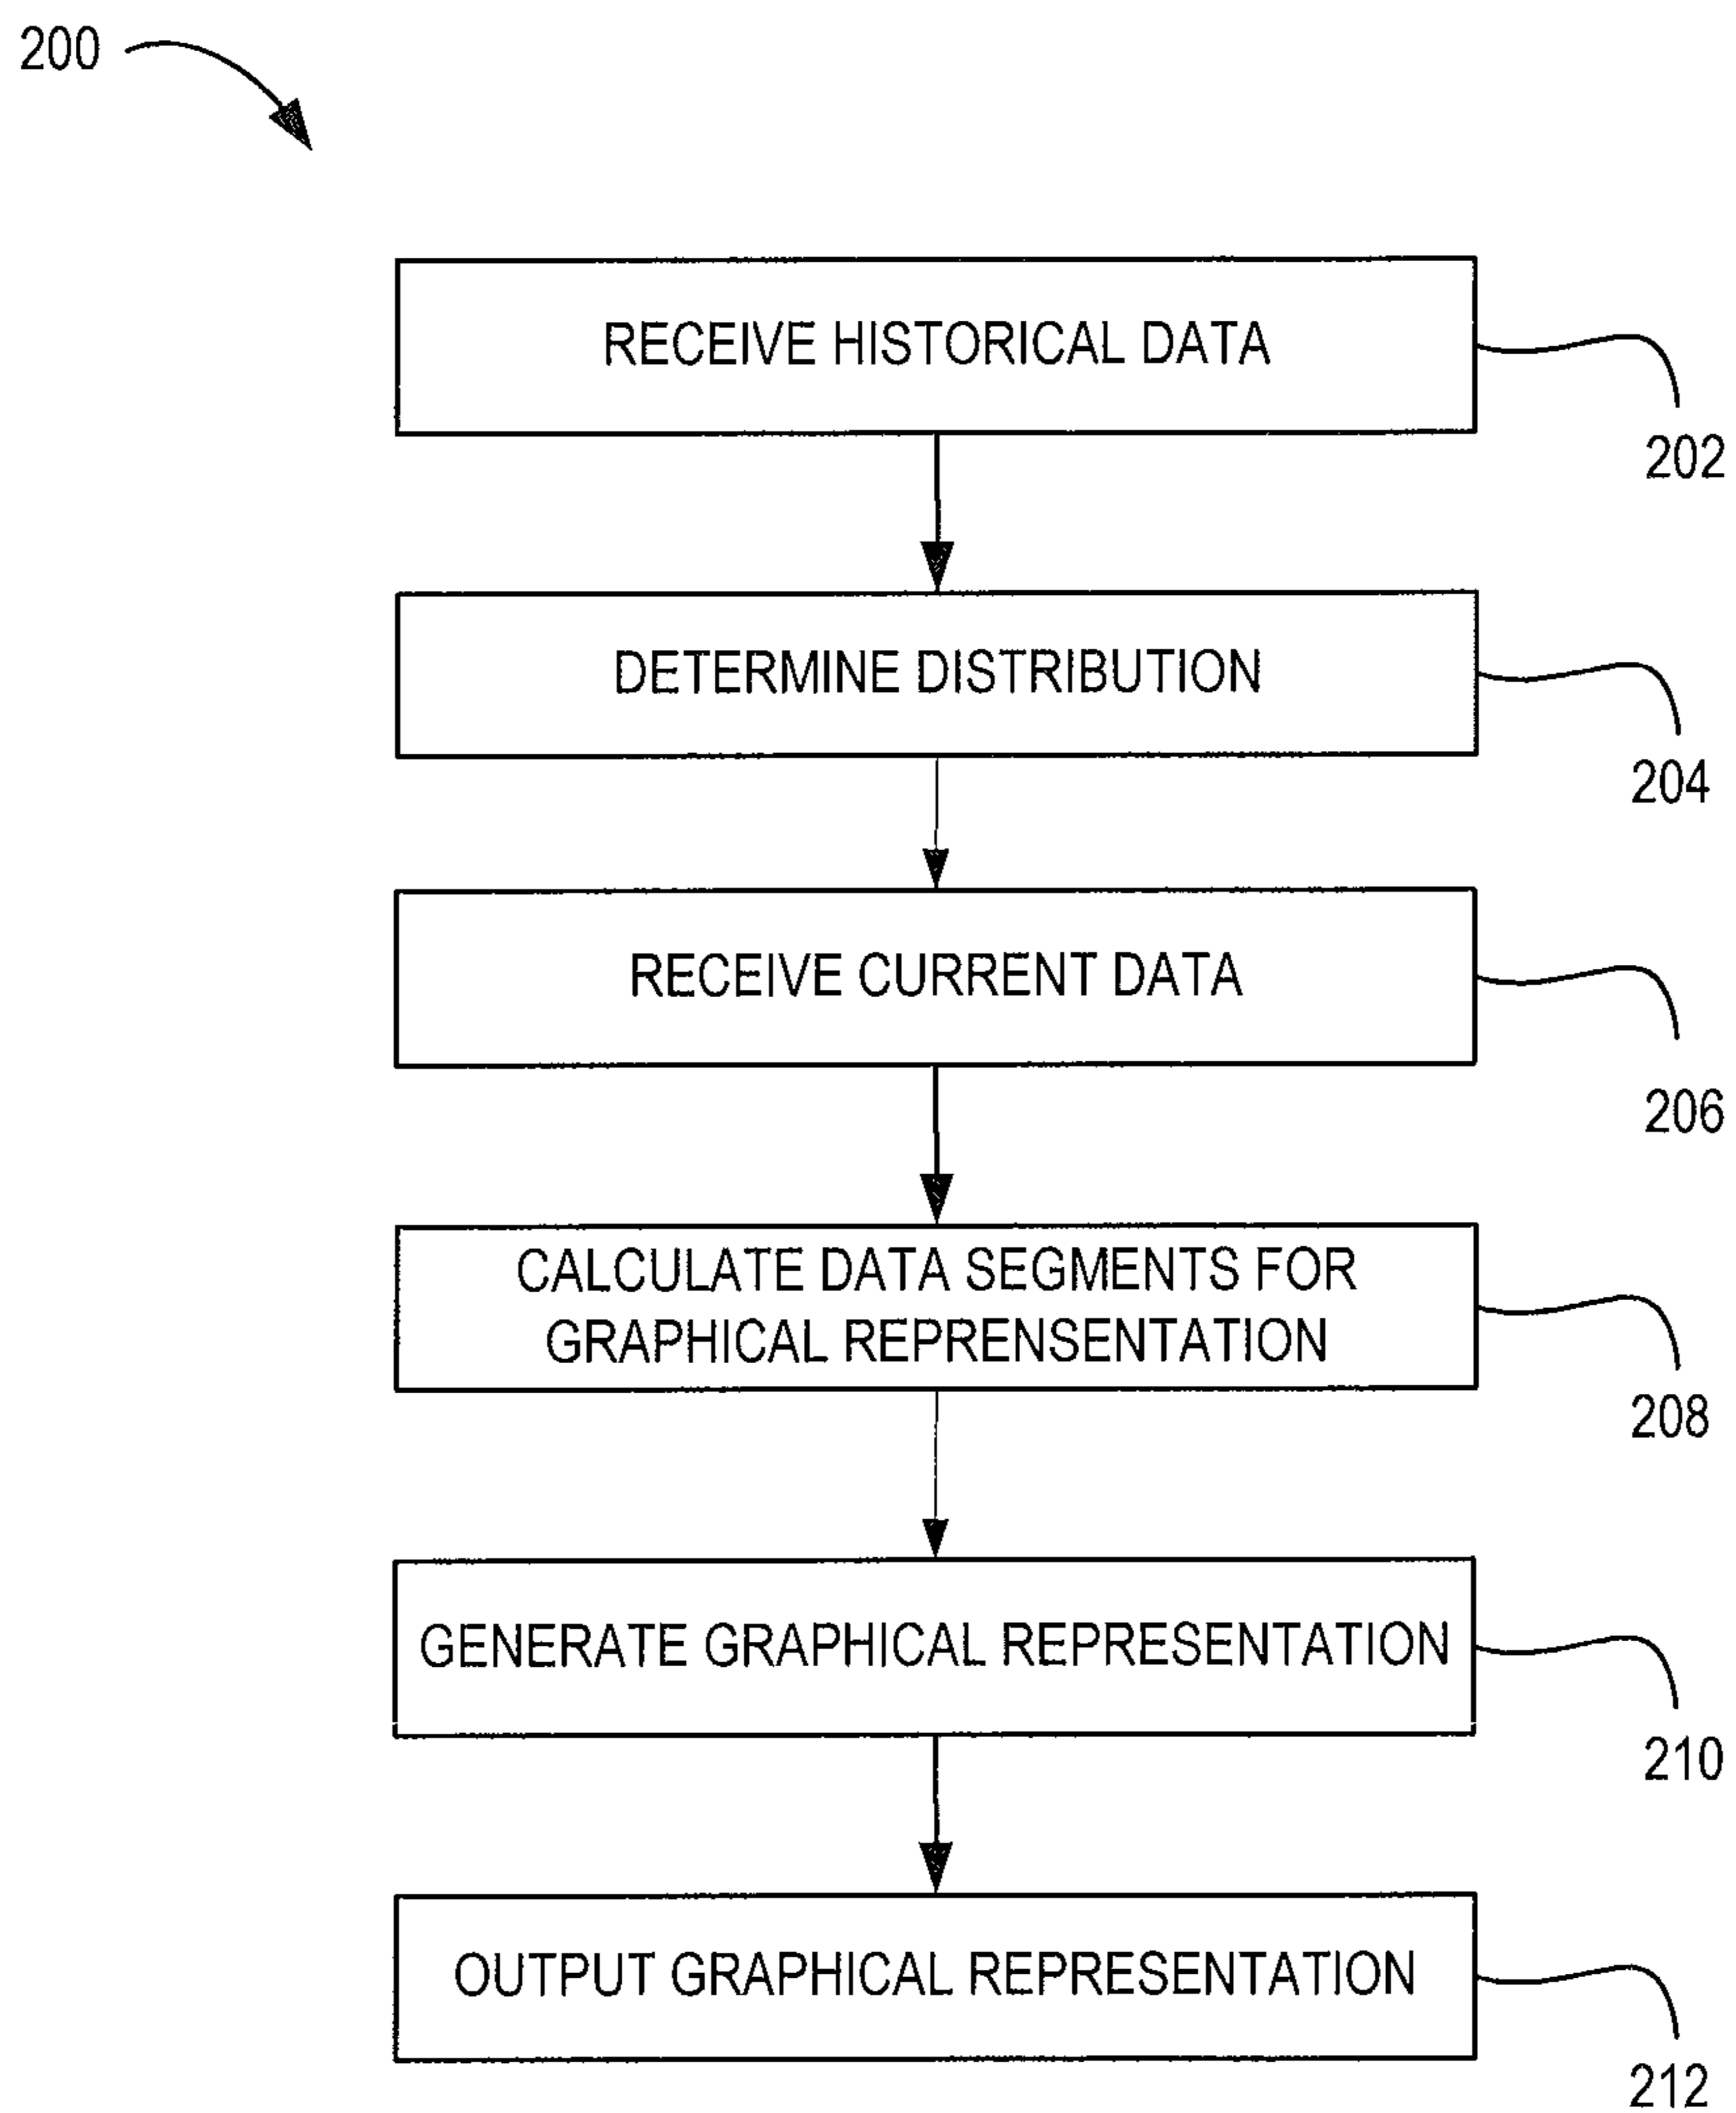 200
RECEIVE HISTORICAL DATA
202
DETERMINE DISTRIBUTION
204
RECEIVE CURRENT DATA
206
CALCULATE DATA SEGMENTS FOR
GRAPHICAL REPRENSENTATION
208
GENERATE GRAPHICAL REPRESENTATION
210
OUTPUT GRAPHICAL REPRESENTATION
212